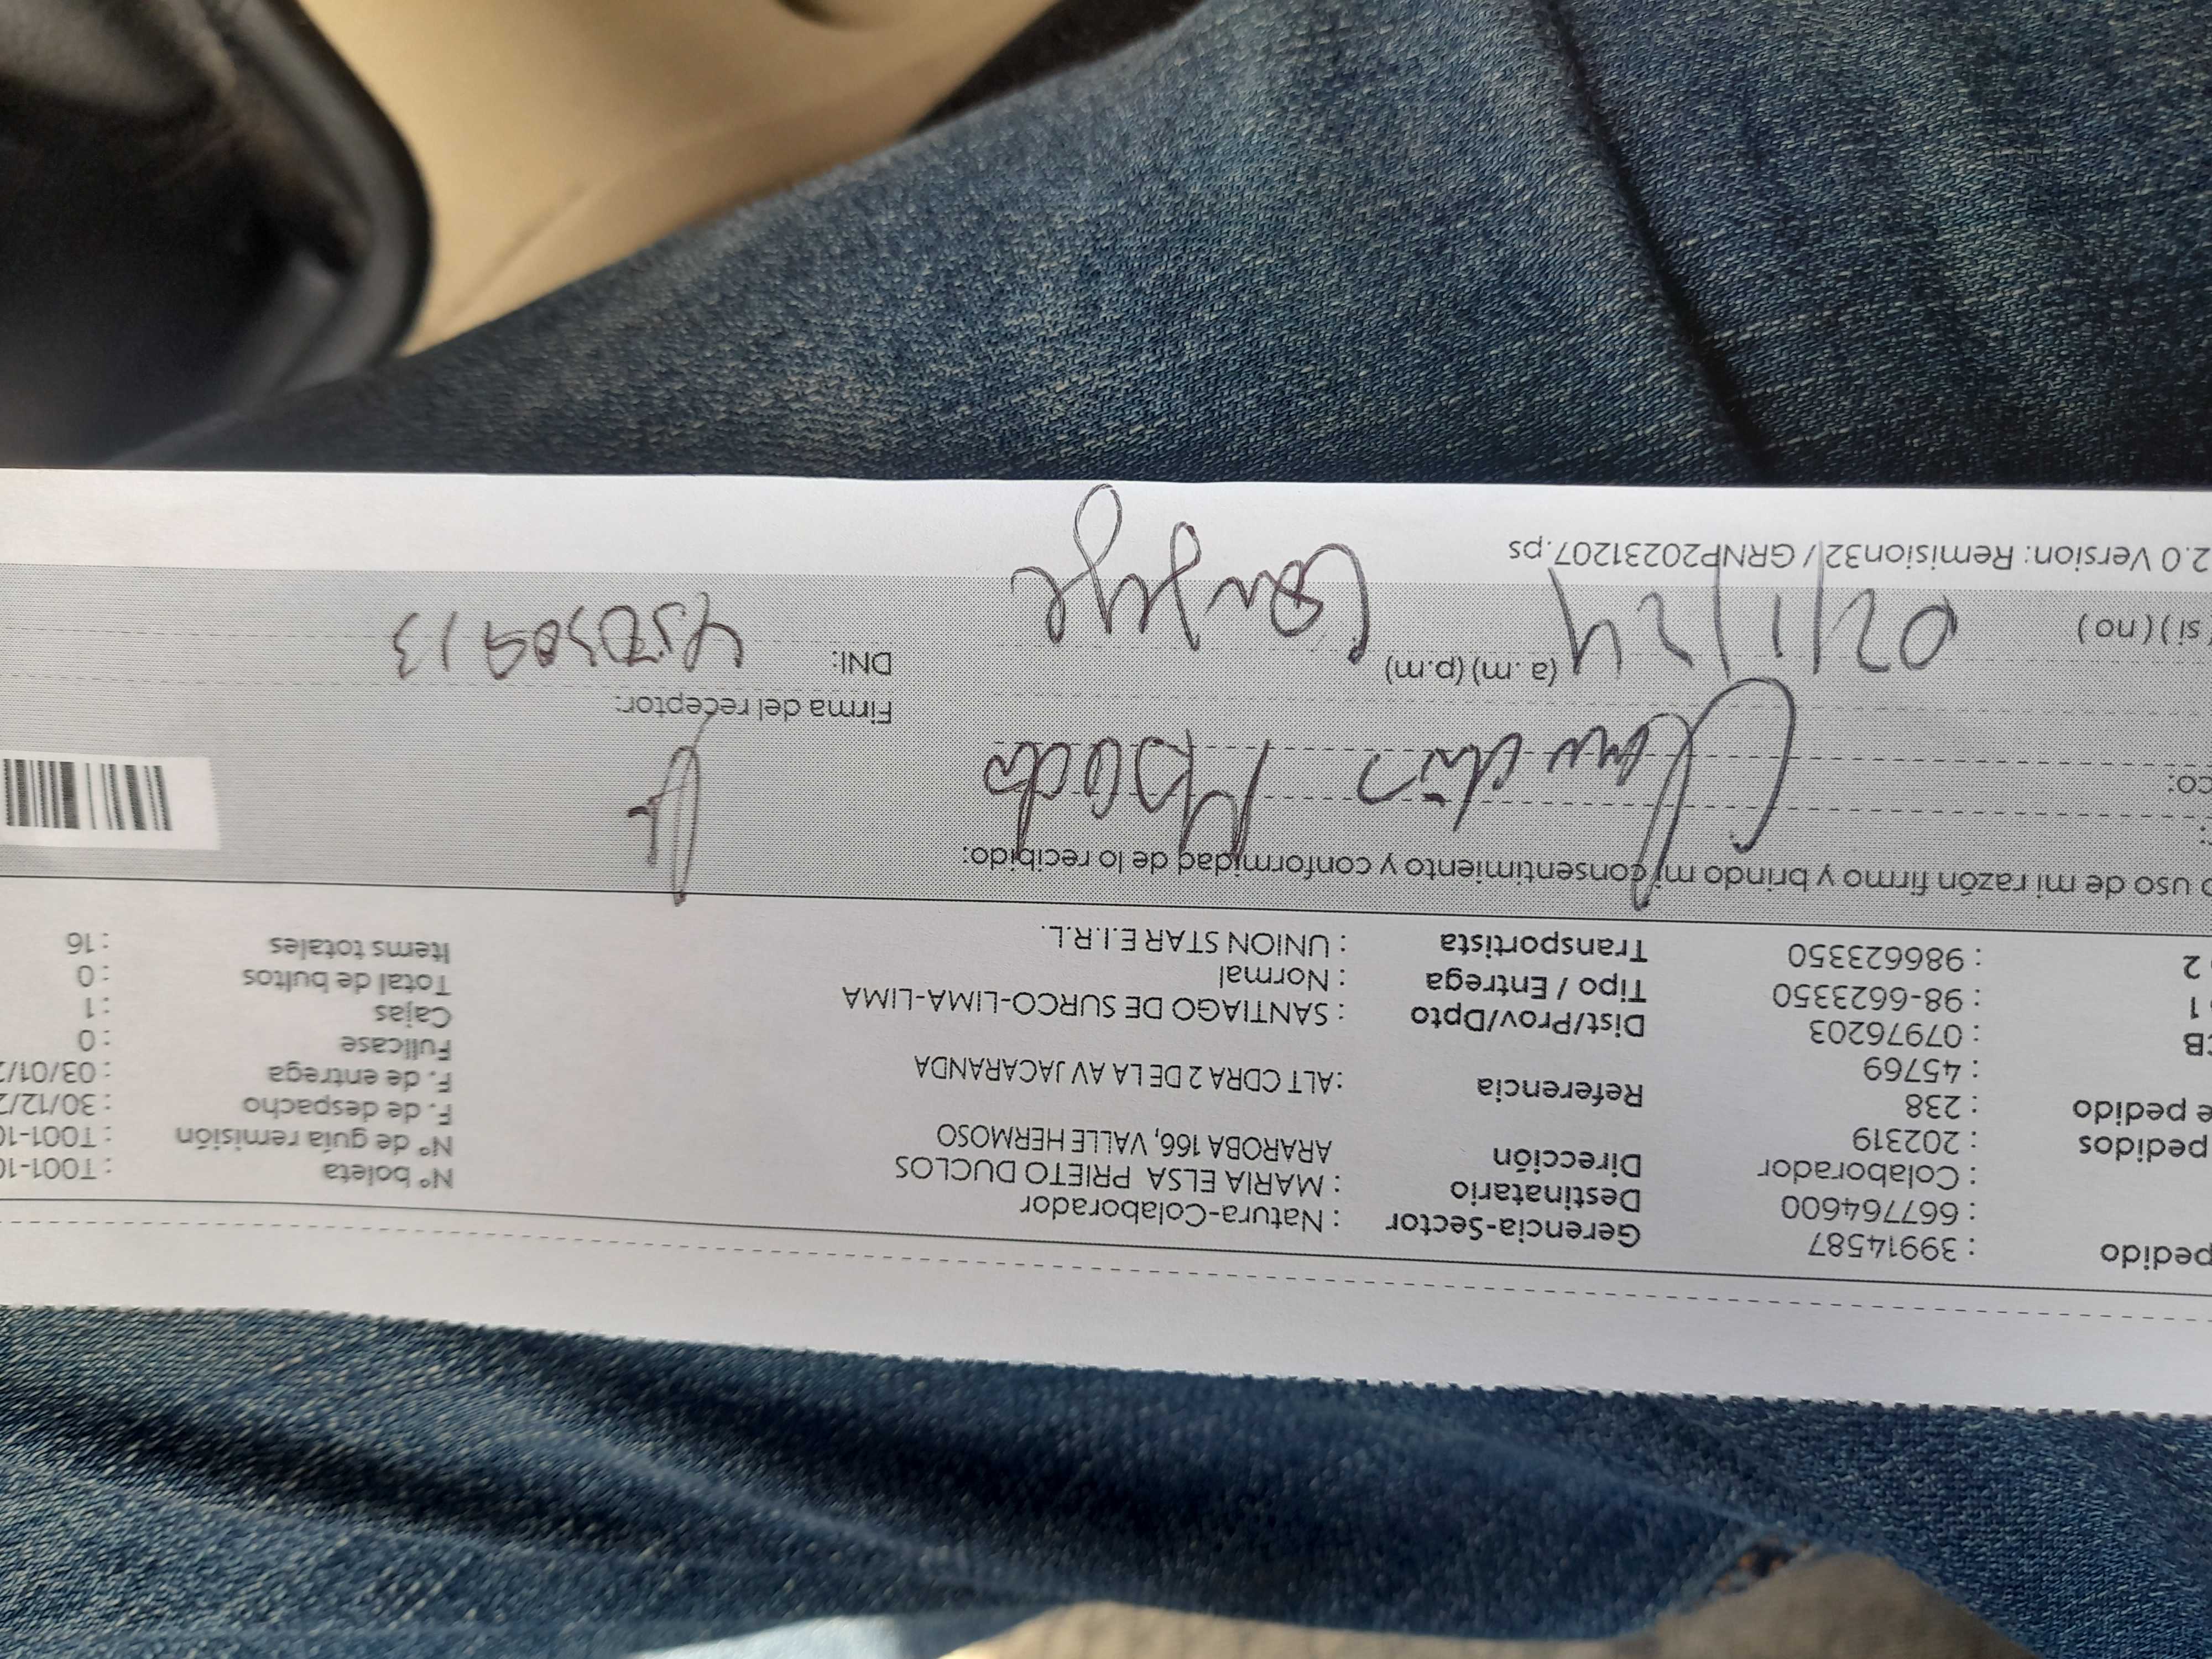 pedido : 39914587 Gerencia-Sector : Natura-Colaborador
: 667764600 Destinatario : MARIA ELSA PRIETO DUCLOS Nº boleta : T001-10
: Colaborador Dirección ARAROBA 166, VALLE HERMOSO Nº de guía remisión : T001-10
pedidos : 202319 F. de despacho : 30/12/2
e pedido : 238 Referencia : ALT CDRA 2 DE LA AV JACARANDA F. de entrega : 03/01/2
: 45769 Fullcase : 0
CB : 07976203 Dist/Prov/Dpto : SANTIAGO DE SURCO-LIMA-LIMA Cajas : 1
1 : 98-6623350 Tipo / Entrega : Normal Total de bultos : 0
2 : 986623350 Transportista : UNION STAR E.I.R.L. Items totales : 16
o uso de mi razón firmo y brindo mi consentimiento y conformidad de lo recibido:
co:
Firma del receptor:
( si ) ( no ) 02/1/24 (a.m) (p.m) Conserje DNI:
2.0 Version: Remision32 / GRNP20231207.ps